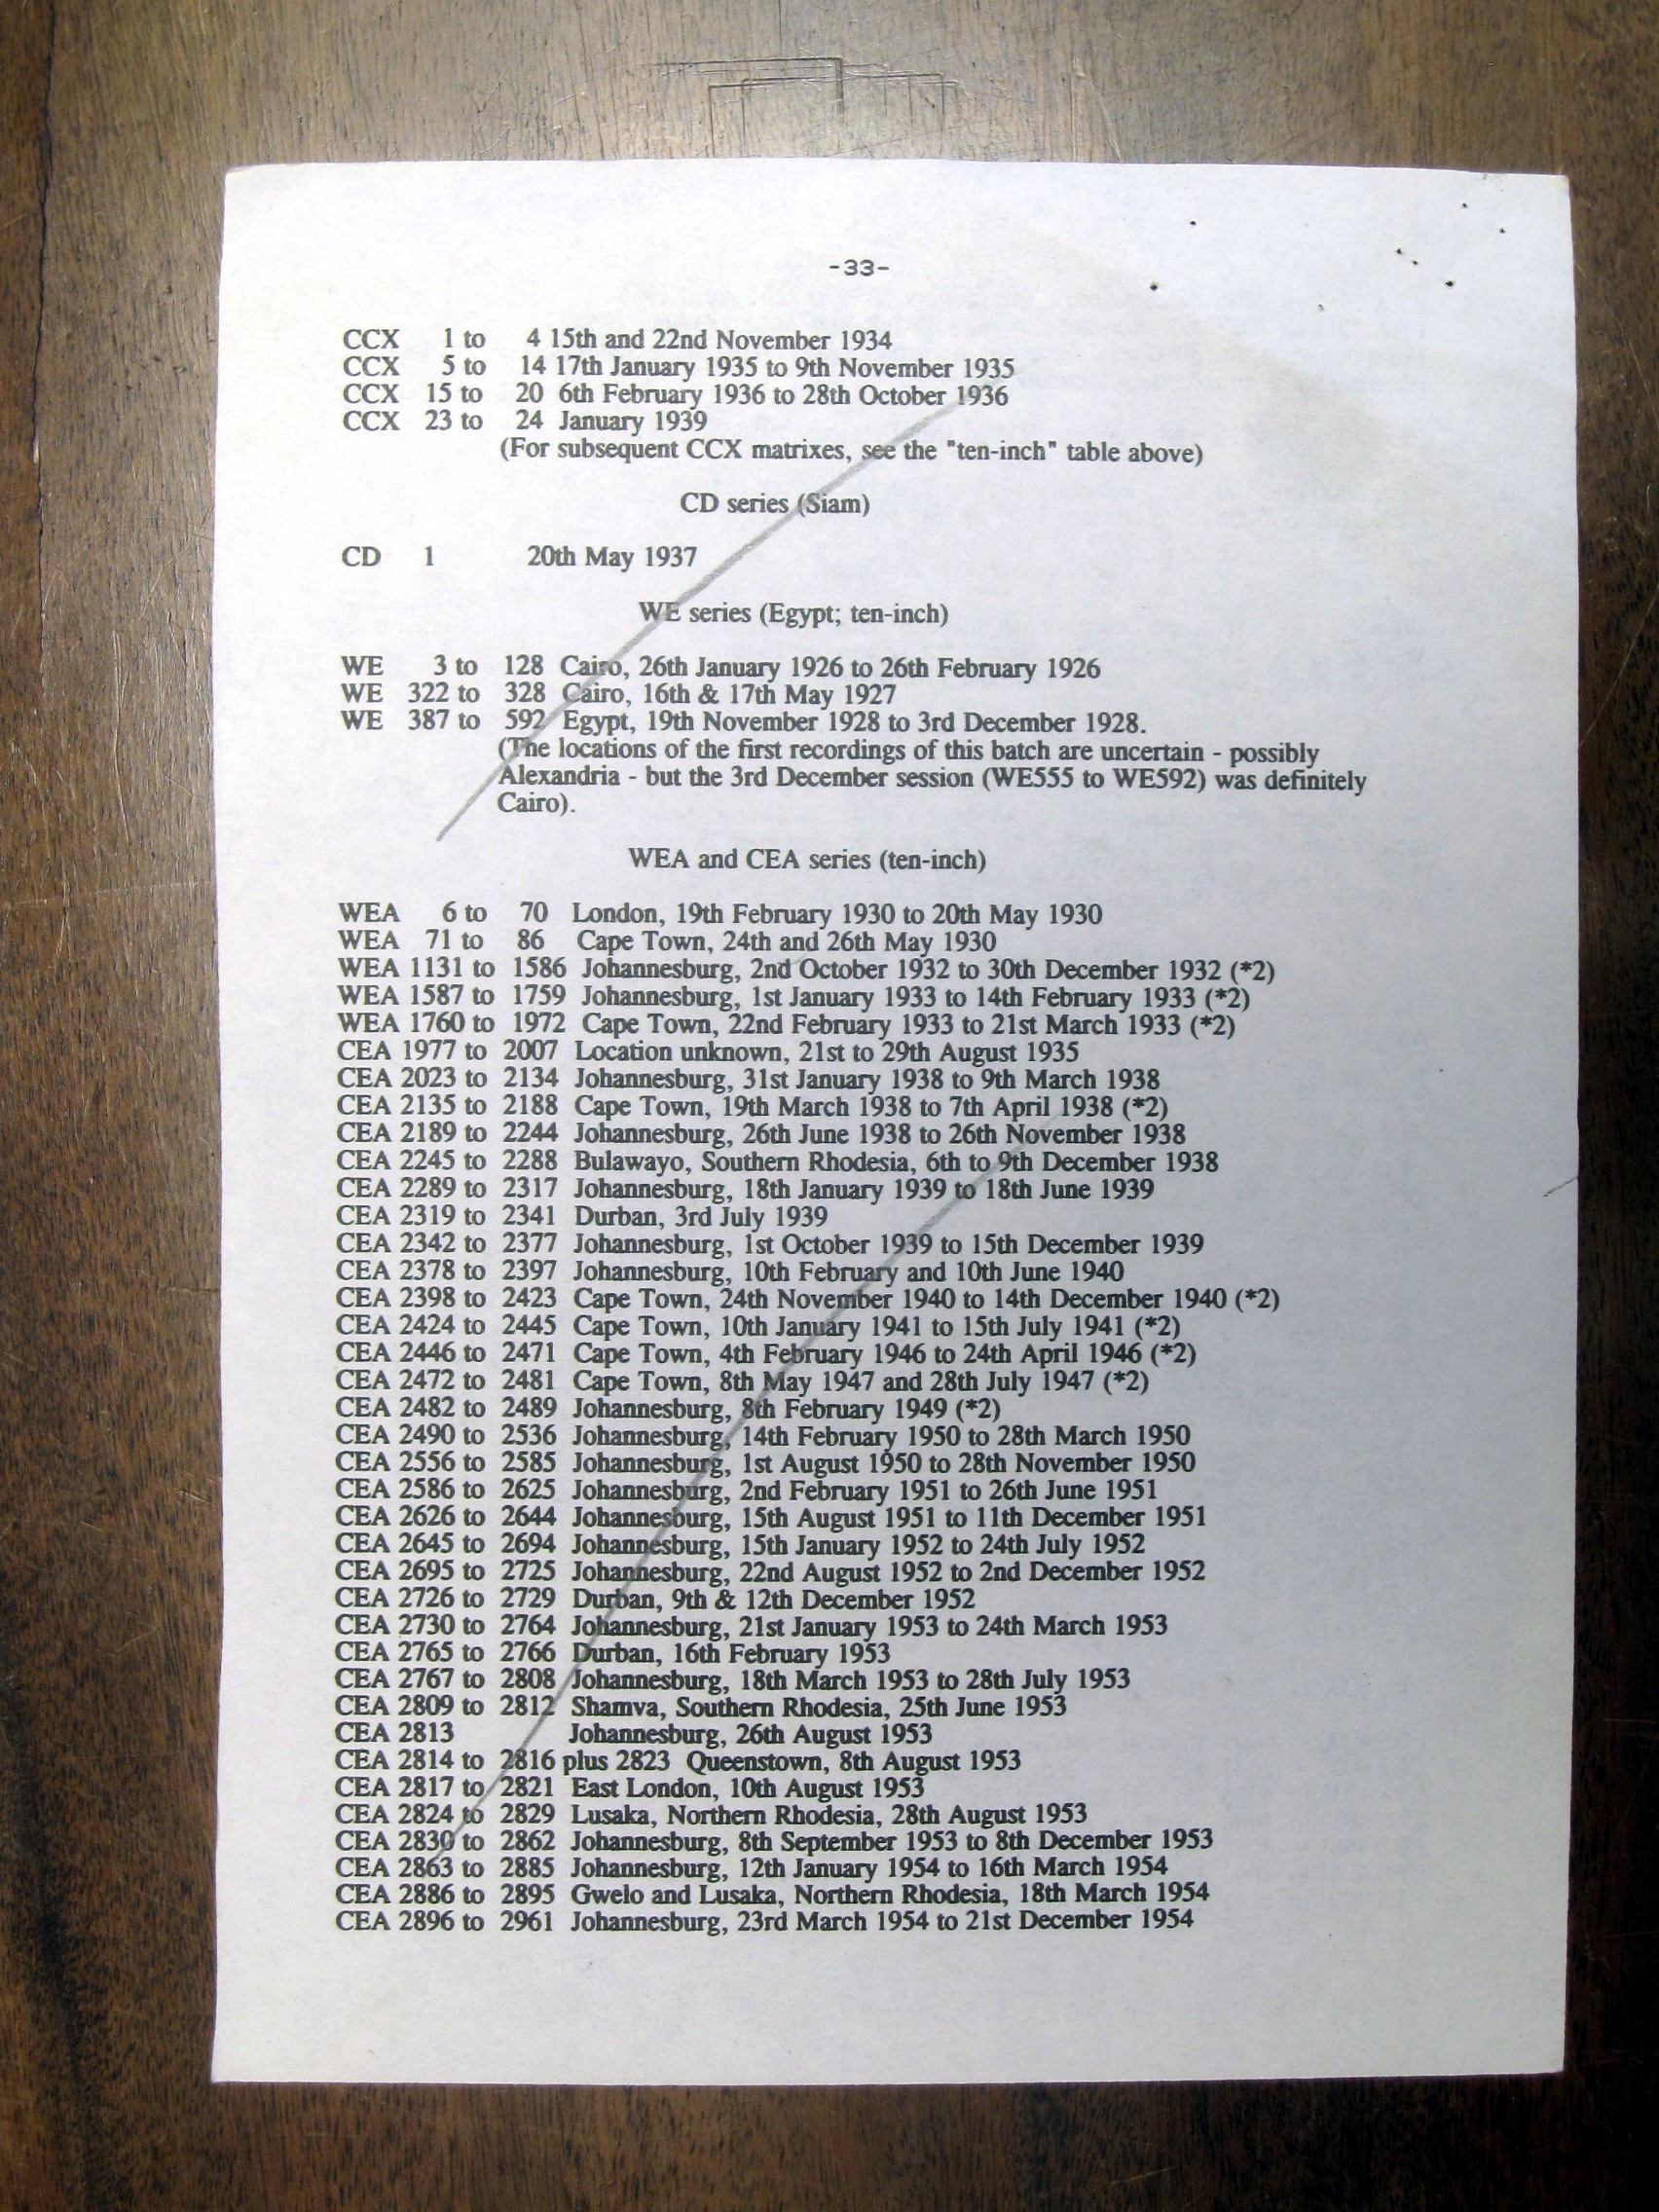 -33-
CCX 1 to 4 15th and 22nd November 1934
CCX 5 to 14 17th January 1935 to 9th November 1935
CCX 15 to 20 6th February 1936 to 28th October 1936
CCX 23 to 24 January 1939
(For subsequent CCX matrixes, see the "ten-inch" table above)
CD series (Siam)
CD 1 20th May 1937
WE series (Egypt; ten-inch)
WE 3 to 128 Cairo, 26th January 1926 to 26th February 1926
WE 322 to 328 Cairo, 16th & 17th May 1927
WE 387 to 592 Egypt, 19th November 1928 to 3rd December 1928.
(The locations of the first recordings of this batch are uncertain - possibly
Alexandria - but the 3rd December session (WE555 to WE592) was definitely
Cairo).
WEA and CEA series (ten-inch)
WEA 6 to 70 London, 19th February 1930 to 20th May 1930
WEA 71 to 86 Cape Town, 24th and 26th May 1930
WEA 1131 to 1586 Johannesburg, 2nd October 1932 to 30th December 1932 (*2)
WEA 1587 to 1759 Johannesburg, 1st January 1933 to 14th February 1933 (*2)
WEA 1760 to 1972 Cape Town, 22nd February 1933 to 21st March 1933 (*2)
CEA 1977 to 2007 Location unknown, 21st to 29th August 1935
CEA 2023 to 2134 Johannesburg, 31st January 1938 to 9th March 1938
CEA 2135 to 2188 Cape Town, 19th March 1938 to 7th April 1938 (*2)
CEA 2189 to 2244 Johannesburg, 26th June 1938 to 26th November 1938
CEA 2245 to 2288 Bulawayo, Southern Rhodesia, 6th to 9th December 1938
CEA 2289 to 2317 Johannesburg, 18th January 1939 to 18th June 1939
CEA 2319 to 2341 Durban, 3rd July 1939
CEA 2342 to 2377 Johannesburg, 1st October 1939 to 15th December 1939
CEA 2378 to 2397 Johannesburg, 10th February and 10th June 1940
CEA 2398 to 2423 Cape Town, 24th November 1940 to 14th December 1940 (*2)
CEA 2424 to 2445 Cape Town, 10th January 1941 to 15th July 1941 (*2)
CEA 2446 to 2471 Cape Town, 4th February 1946 to 24th April 1946 (*2)
CEA 2472 to 2481 Cape Town, 8th May 1947 and 28th July 1947 (*2)
CEA 2482 to 2489 Johannesburg, 8th February 1949 (*2)
CEA 2490 to 2536 Johannesburg, 14th February 1950 to 28th March 1950
CEA 2556 to 2585 Johannesburg, 1st August 1950 to 28th November 1950
CEA 2586 to 2625 Johannesburg, 2nd February 1951 to 26th June 1951
CEA 2626 to 2644 Johannesburg, 15th August 1951 to 11th December 1951
CEA 2645 to 2694 Johannesburg, 15th January 1952 to 24th July 1952
CEA 2695 to 2725 Johannesburg, 22nd August 1952 to 2nd December 1952
CEA 2726 to 2729 Durban, 9th & 12th December 1952
CEA 2730 to 2764 Johannesburg, 21st January 1953 to 24th March 1953
CEA 2765 to 2766 Durban, 16th February 1953
CEA 2767 to 2808 Johannesburg, 18th March 1953 to 28th July 1953
CEA 2809 to 2812 Shamva, Southern Rhodesia, 25th June 1953
CEA 2813 Johannesburg, 26th August 1953
CEA 2814 to 2816 plus 2823 Queenstown, 8th August 1953
CEA 2817 to 2821 East London, 10th August 1953
CEA 2824 to 2829 Lusaka, Northern Rhodesia, 28th August 1953
CEA 2830 to 2862 Johannesburg, 8th September 1953 to 8th December 1953
CEA 2863 to 2885 Johannesburg, 12th January 1954 to 16th March 1954
CEA 2886 to 2895 Gwelo and Lusaka, Northern Rhodesia, 18th March 1954
CEA 2896 to 2961 Johannesburg, 23rd March 1954 to 21st December 1954